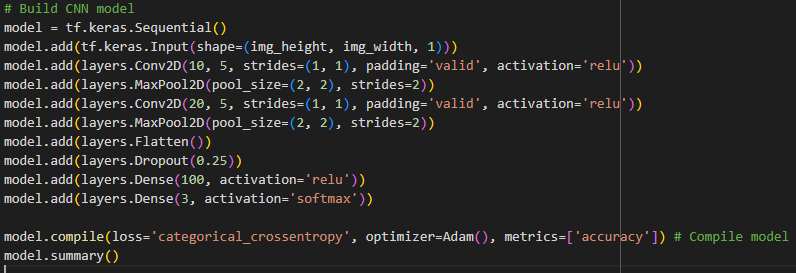 # Build CNN model
model = tf.keras.Sequential()
model.add(tf.keras.Input(shape=(img_height, img_width, 1)))
model.add(layers.Conv2D(10, 5, strides=(1, 1), padding='valid', activation='relu'))
model.add(layers.MaxPool2D(pool_size=(2, 2), strides=2))
model.add(layers.Conv2D(20, 5, strides=(1, 1), padding='valid', activation='relu'))
model.add(layers.MaxPool2D(pool_size=(2, 2), strides=2))
model.add(layers.Flatten())
model.add(layers.Dropout(0.25))
model.add(layers.Dense(100, activation='relu'))
model.add(layers.Dense(3, activation='softmax'))
model.compile(loss='categorical_crossentropy', optimizer=Adam(), metrics=['accuracy']) # Compile model
model.summary()